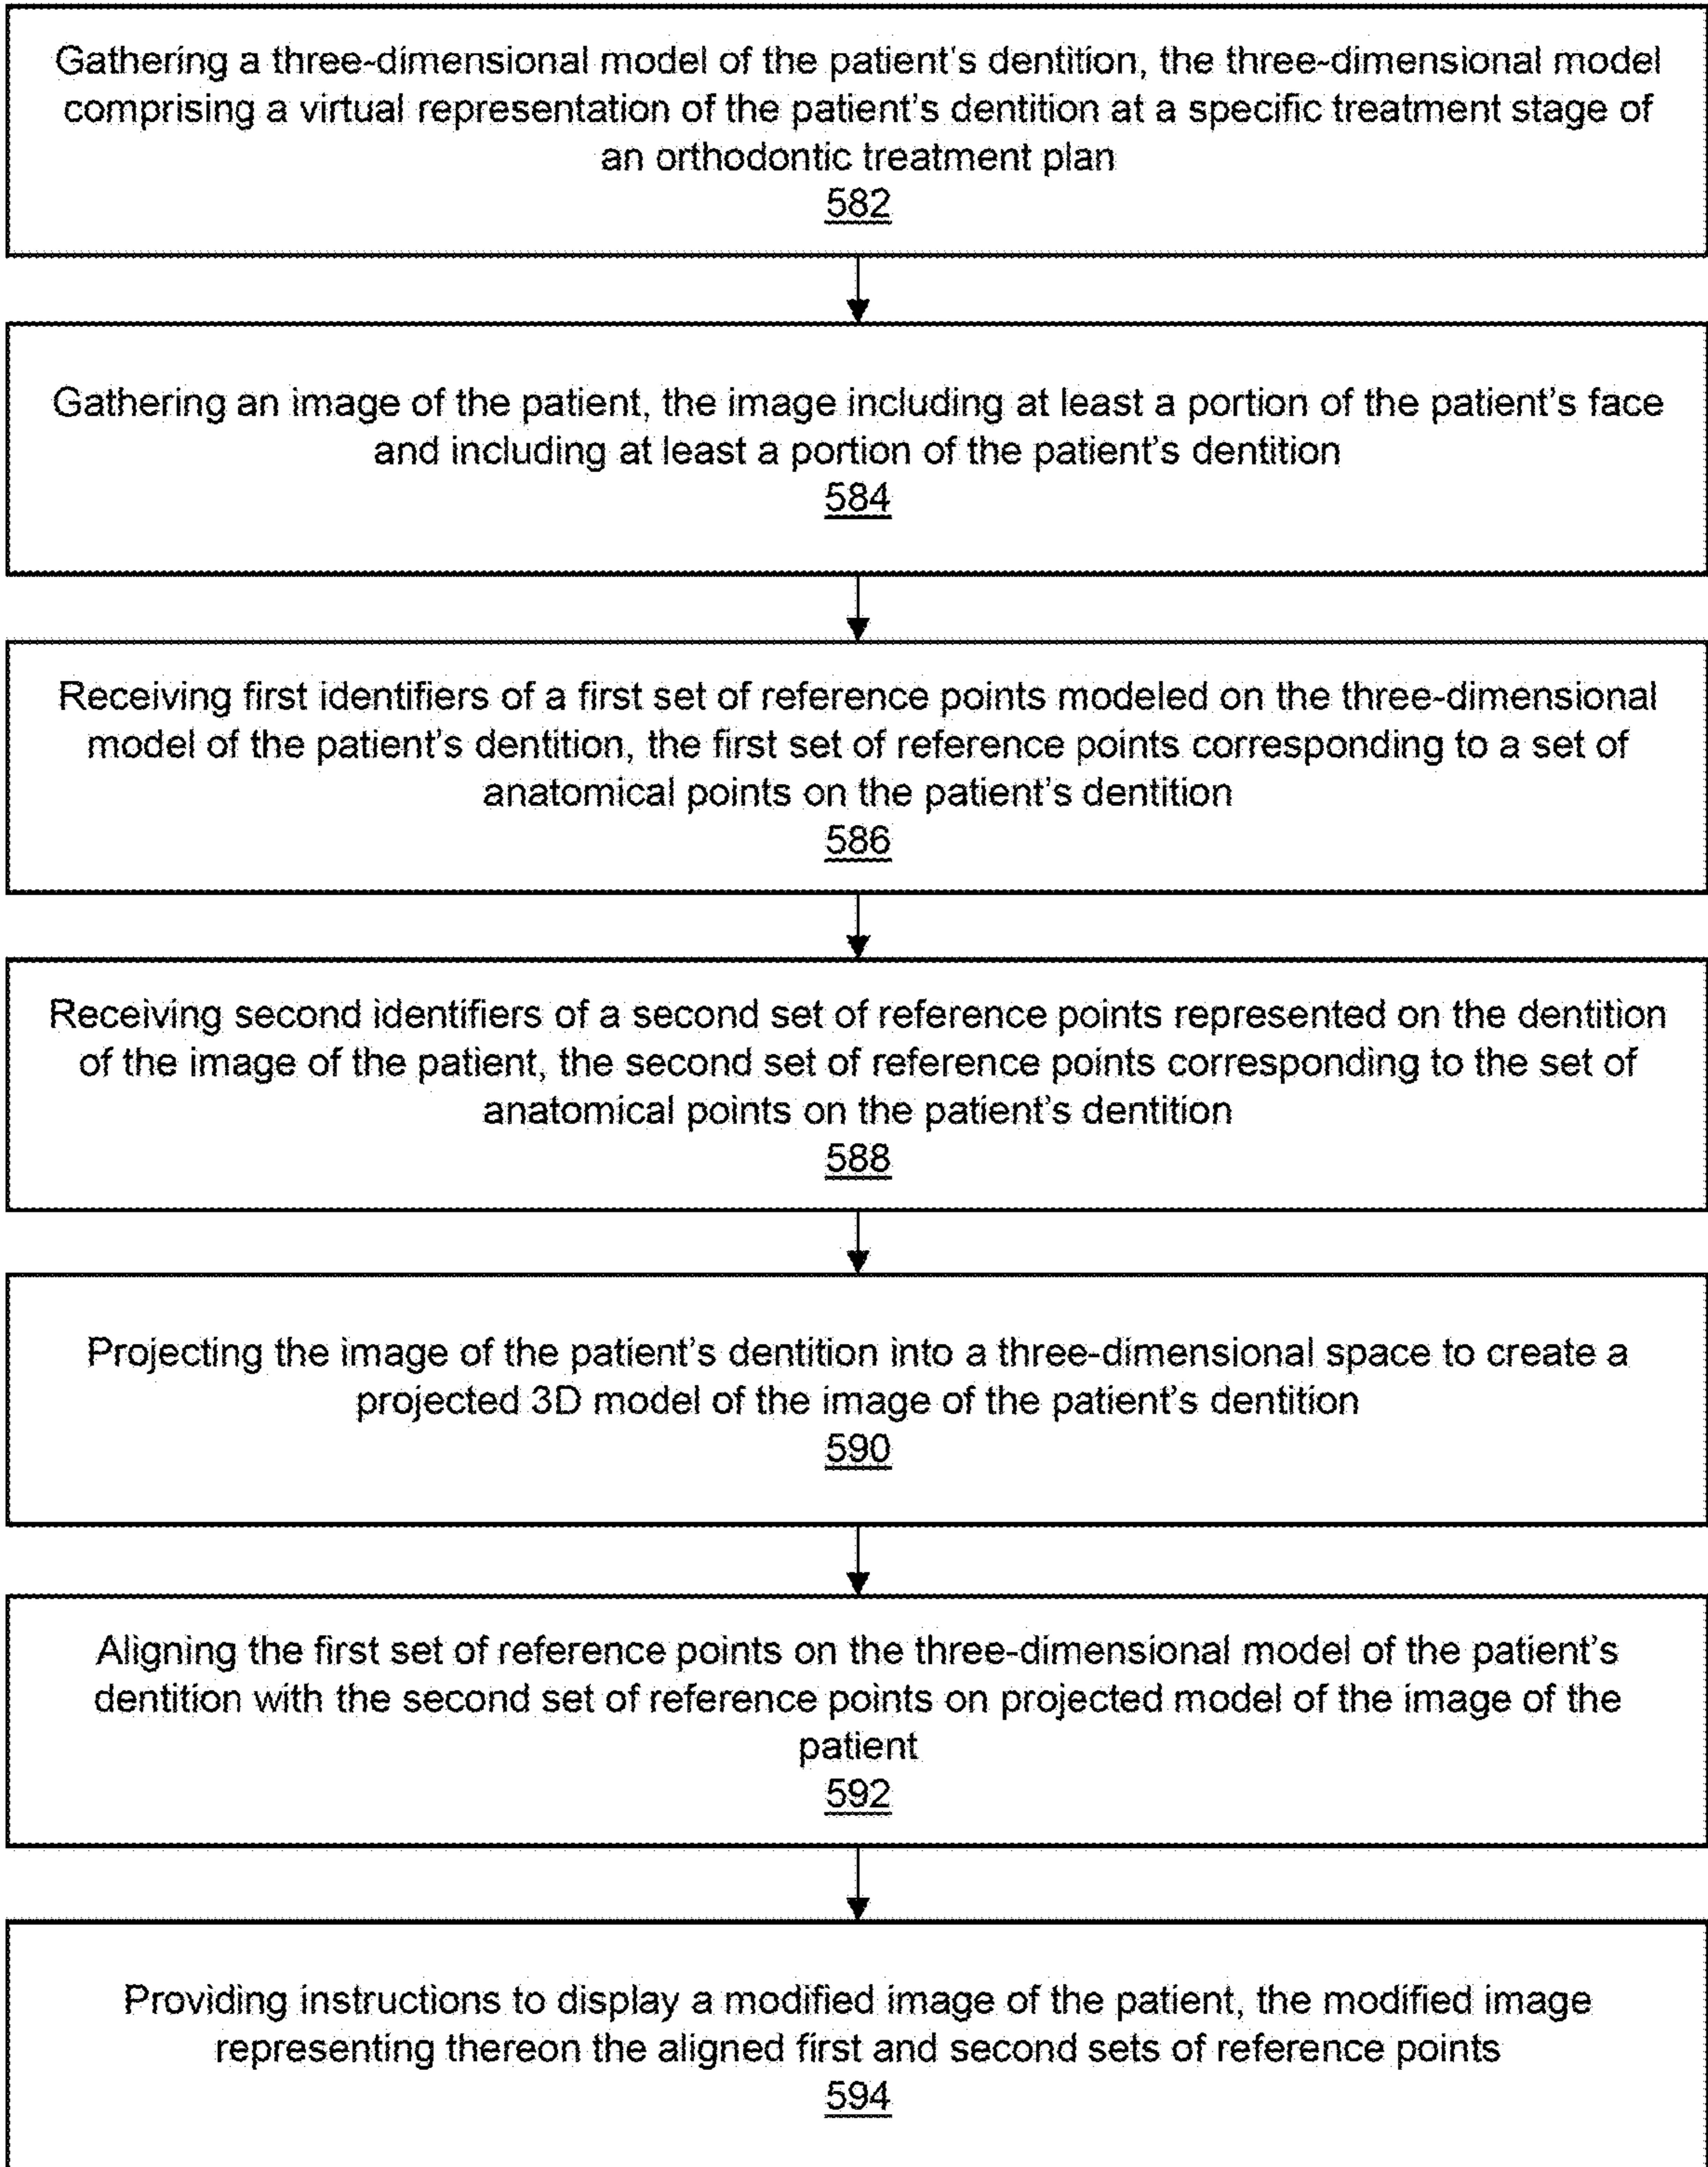 Gathering a three-dimensional model of the patient's dentition, the three-dimensional model
comprising a virtual representation of the patient's dentition at a specific treatment stage of
an orthodontic treatment plan
582
Gathering an image of the patient, the image including at least a portion of the patient's face
and including at least a portion of the patient's dentition
584
Receiving first identifiers of a first set of reference points modeled on the three-dimensional
model of the patient's dentition, the first set of reference points corresponding to a set of
anatomical points on the patient's dentition
586
Receiving second identifiers of a second set of reference points represented on the dentition
of the image of the patient, the second set of reference points corresponding to the set of
anatomical points on the patient's dentition
588
Projecting the image of the patient's dentition into a three-dimensional space to create a
projected 3D model of the image of the patient's dentition
590
Aligning the first set of reference points on the three-dimensional model of the patient's
dentition with the second set of reference points on projected model of the image of the
patient
592
Providing instructions to display a modified image of the patient, the modified image
representing thereon the aligned first and second sets of reference points
594